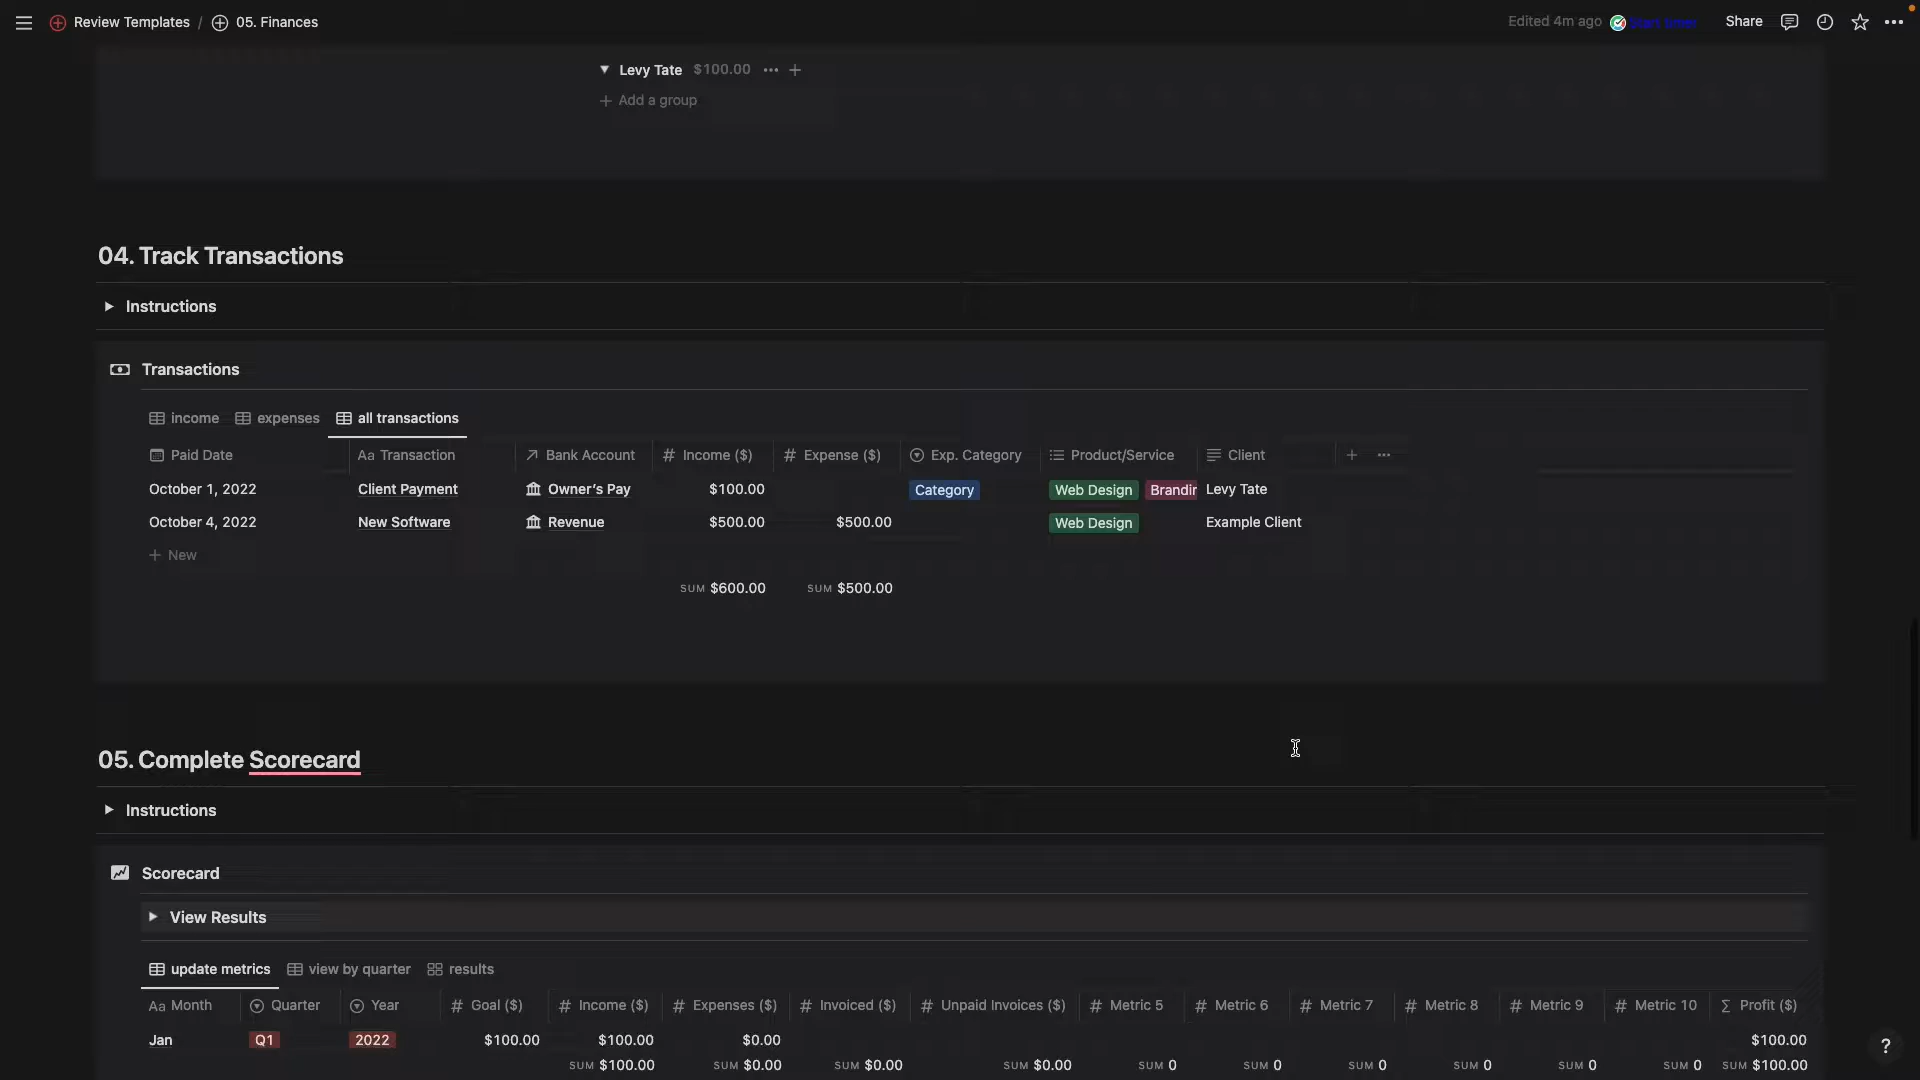 Review Templates / 05. Finances
Edited 4m ago
Share
Levy Tate $100.00
Add a group
04. Track Transactions
Instructions
Transactions
income expenses all transactions
Paid Date Aa Transaction Bank Account # Income ($) # Expense ($) Exp. Category Product/Service Client
October 1, 2022 Client Payment Owner's Pay $100.00 Category Web Design Brandin Levy Tate
October 4, 2022 New Software Revenue $500.00 $500.00 Web Design Example Client
+ New
SUM $600.00 SUM $500.00
05. Complete Scorecard
Instructions
Scorecard
View Results
update metrics view by quarter results
Aa Month Quarter Year # Goal ($) # Income ($) # Expenses ($) # Invoiced ($) # Unpaid Invoices ($) # Metric 5 # Metric 6 # Metric 7 # Metric 8 # Metric 9 # Metric 10 Σ Profit ($)
Jan Q1 2022 $100.00 $100.00 $0.00 $100.00
SUM $100.00 SUM $0.00 SUM $0.00 SUM $0.00 SUM 0 SUM 0 SUM 0 SUM 0 SUM 0 SUM 0 SUM $100.00
?